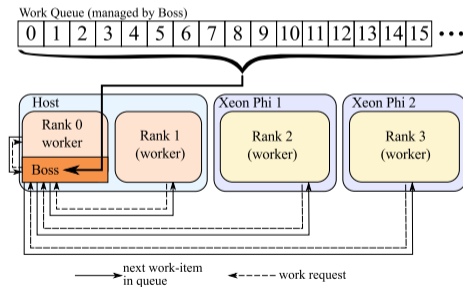 Work Queue (managed by Boss)
0 1 2 3 4 5 6 7 8 9 10 11 12 13 14 15 •••
Host
Xeon Phi 1
Xeon Phi 2
Rank 0
worker
Boss
Rank 1
(worker)
Rank 2
(worker)
Rank 3
(worker)
next work-item
in queue
work request